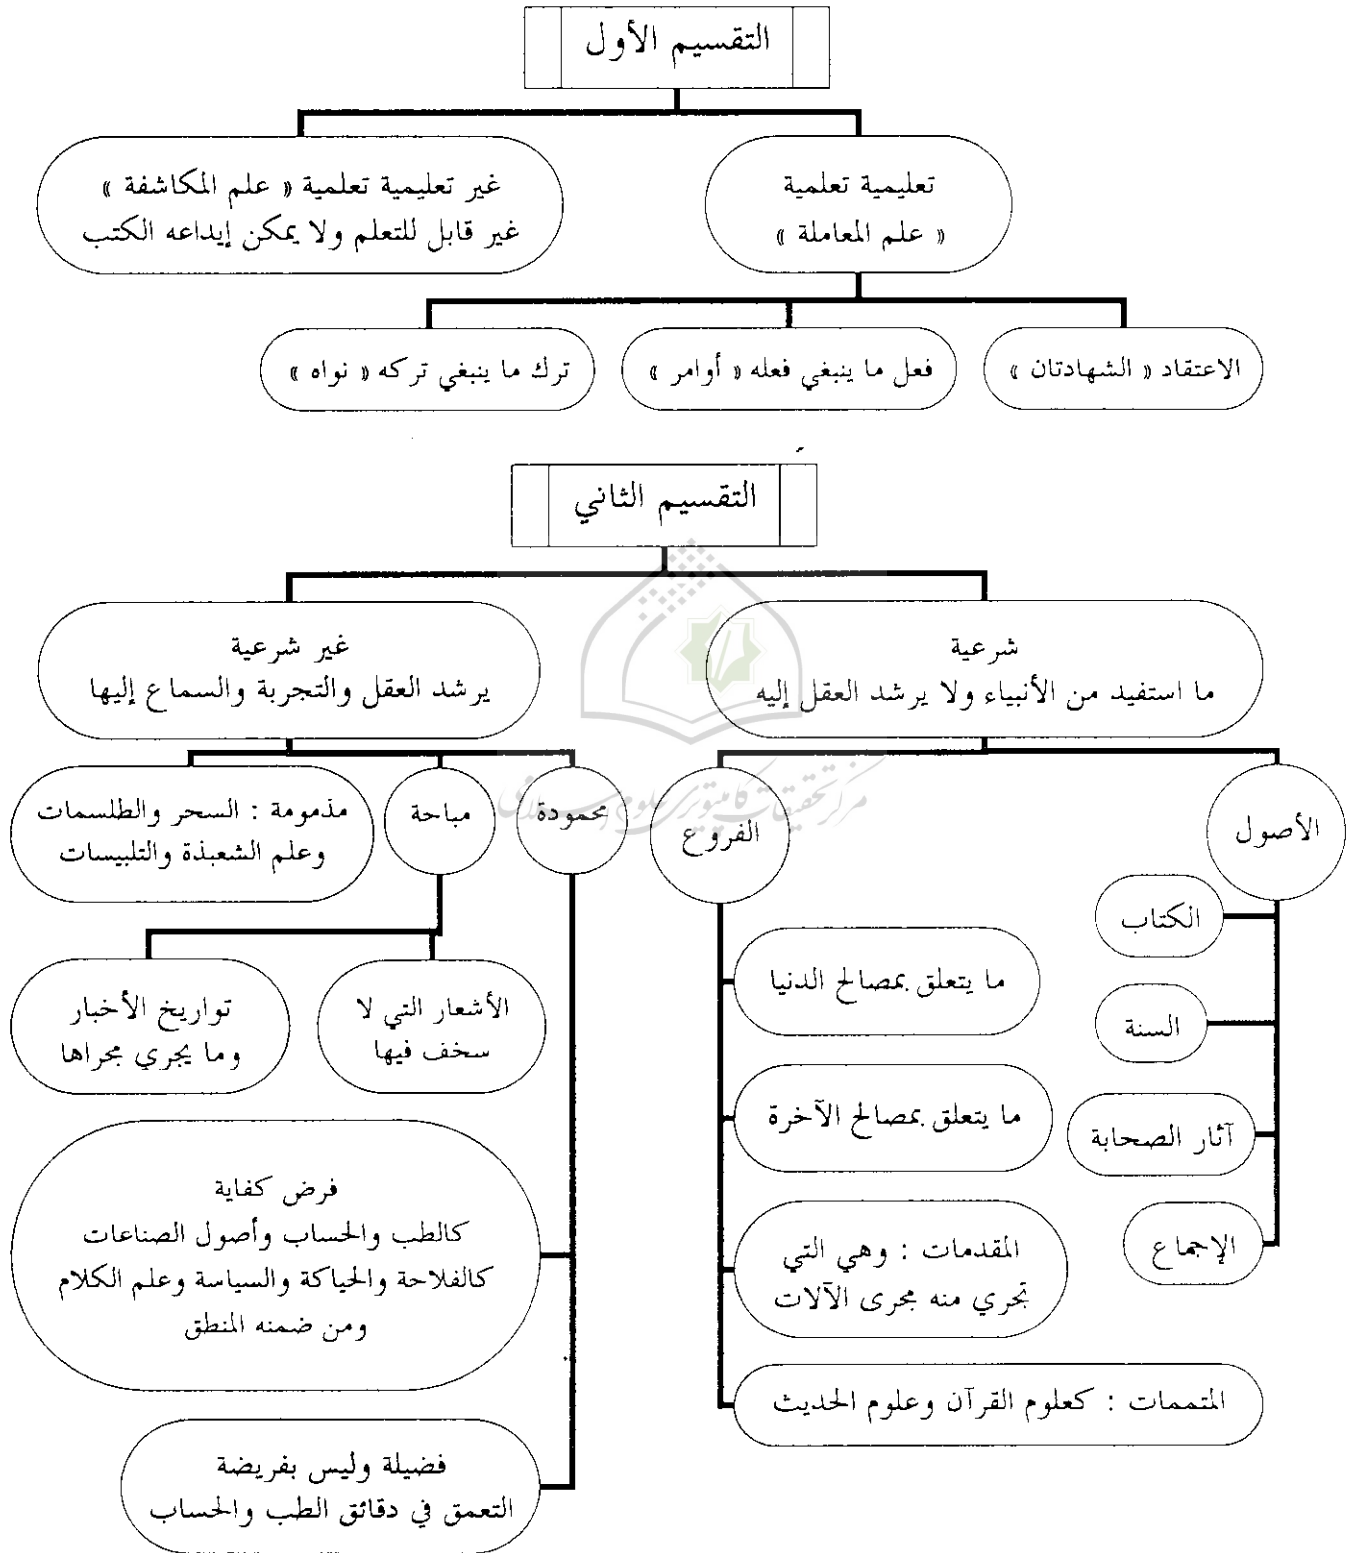 التقسيم الأول
تعليمية تعلمية
« علم المعاملة »
غير تعليمية تعلمية « علم المكاشفة »
غير قابل للتعلم ولا يمكن إيداعه الكتب
الاعتقاد « الشهادتان »
فعل ما ينبغي فعله « أوامر »
ترك ما ينبغي تركه « نواه »
التقسيم الثاني
شرعية
ما استفيد من الأنبياء ولا يرشد العقل إليه
غير شرعية
يرشد العقل والتجربة والسماع إليها
الأصول
الفروع
محمودة
مباحة
مذمومة : السحر والطلسمات
وعلم الشعبذة والتلبيسات
مركز تحقيقات كامپيوتری علوم اسلامی
الكتاب
السنة
آثار الصحابة
الإجماع
ما يتعلق بمصالح الدنيا
ما يتعلق بمصالح الآخرة
المقدمات : وهي التي
تجري منه مجرى الآلات
المتممات : كعلوم القرآن وعلوم الحديث
الأشعار التي لا
سخف فيها
تواريخ الأخبار
وما يجري مجراها
فرض كفاية
كالطب والحساب وأصول الصناعات
كالفلاحة والحياكة والسياسة وعلم الكلام
ومن ضمنه المنطق
فضيلة وليس بفريضة
التعمق في دقائق الطب والحساب